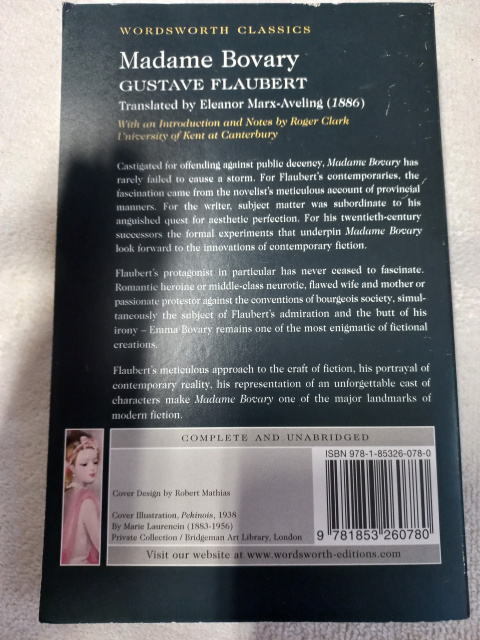 WORDSWORTH CLASSICS
Madame Bovary
GUSTAVE FLAUBERT
Translated by Eleanor Marx-Aveling (1886)
With an Introduction and Notes by Roger Clark
University of Kent at Canterbury
Castigated for offending against public decency, Madame Bovary has
rarely failed to cause a storm. For Flaubert's contemporaries, the
fascination came from the novelist's meticulous account of provincial
manners. For the writer, subject matter was subordinate to his
anguished quest for aesthetic perfection. For his twentieth-century
successors the formal experiments that underpin Madame Bovary
look forward to the innovations of contemporary fiction.
Flaubert's protagonist in particular has never ceased to fascinate.
Romantic heroine or middle-class neurotic, flawed wife and mother or
passionate protestor against the conventions of bourgeois society, simul-
taneously the subject of Flaubert's admiration and the butt of his
irony – Emma Bovary remains one of the most enigmatic of fictional
creations.
Flaubert's meticulous approach to the craft of fiction, his portrayal of
contemporary reality, his representation of an unforgettable cast of
characters make Madame Bovary one of the major landmarks of
modern fiction.
COMPLETE AND UNABRIDGED
ISBN 978-1-85326-078-0
Cover Design by Robert Mathias
Cover Illustration, Pekinois, 1938
By Marie Laurencin (1883-1956)
Private Collection / Bridgeman Art Library, London
9 781853 260780
Visit our website at www.wordsworth-editions.com